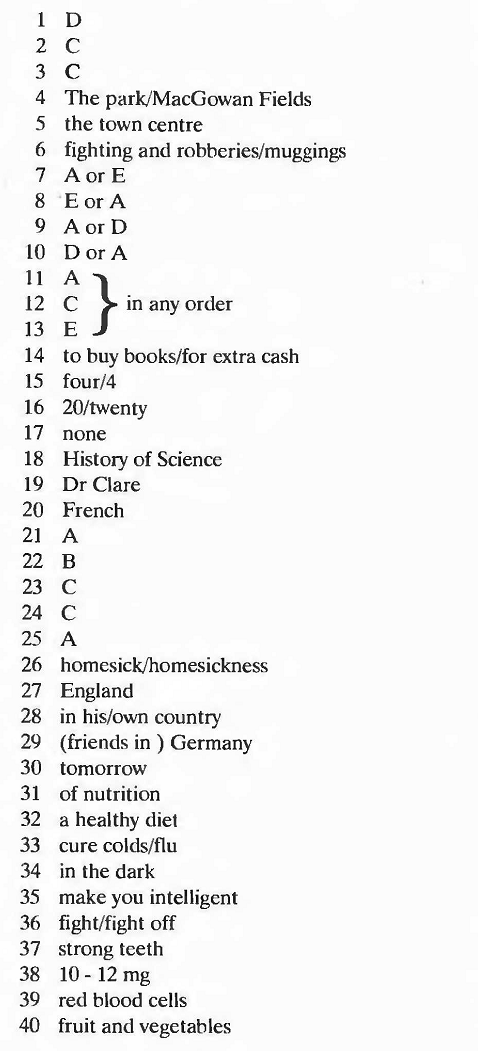 1 D
2 C
3 C
4 The park/MacGowan Fields
5 the town centre
6 fighting and robberies/muggings
7 A or E
8 E or A
9 A or D
10 D or A
11 A
12 C } in any order
13 E
14 to buy books/for extra cash
15 four/4
16 20/twenty
17 none
18 History of Science
19 Dr Clare
20 French
21 A
22 B
23 C
24 C
25 A
26 homesick/homesickness
27 England
28 in his/own country
29 (friends in ) Germany
30 tomorrow
31 of nutrition
32 a healthy diet
33 cure colds/flu
34 in the dark
35 make you intelligent
36 fight/fight off
37 strong teeth
38 10 - 12 mg
39 red blood cells
40 fruit and vegetables